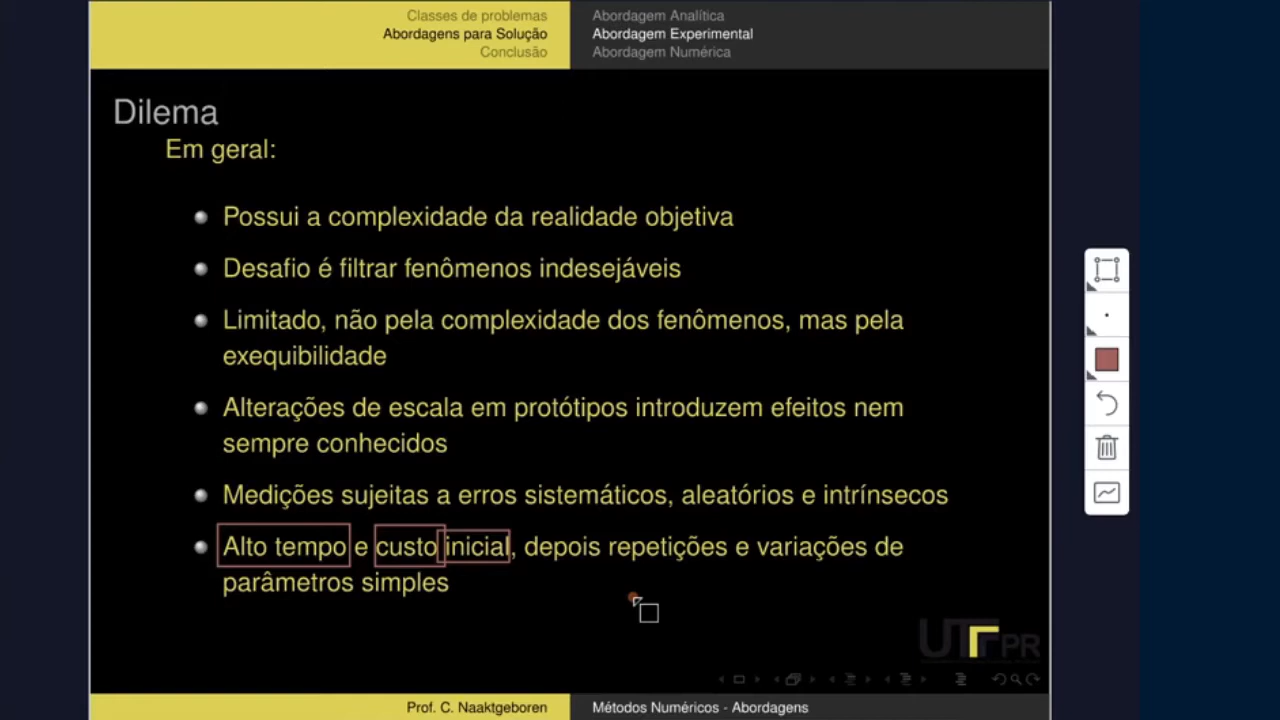 Classes de problemas
Abordagens para Solução
Conclusão
Abordagem Analítica
Abordagem Experimental
Abordagem Numérica
Dilema
Em geral:
Possui a complexidade da realidade objetiva
Desafio é filtrar fenômenos indesejáveis
Limitado, não pela complexidade dos fenômenos, mas pela
exequibilidade
Alterações de escala em protótipos introduzem efeitos nem
sempre conhecidos
Medições sujeitas a erros sistemáticos, aleatórios e intrínsecos
Alto tempo e custo inicial, depois repetições e variações de
parâmetros simples
UTFPR
Prof. C. Naaktgeboren
Métodos Numéricos - Abordagens